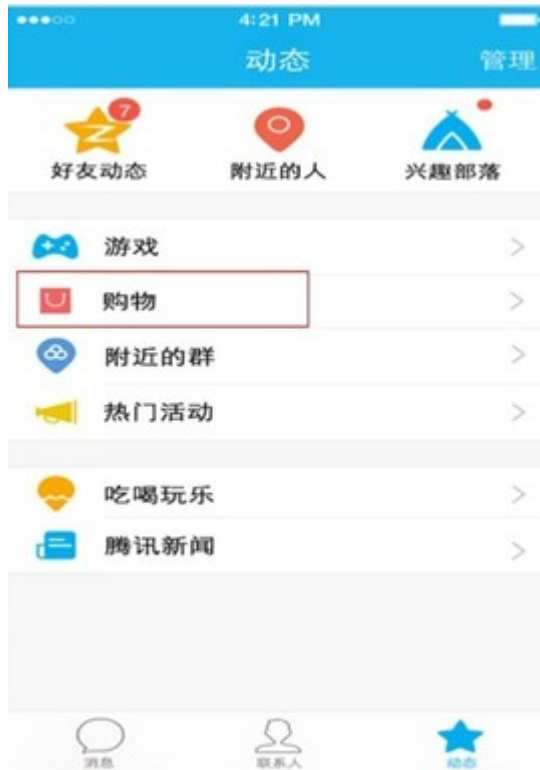 4:21 PM
动态 管理
7
好友动态 附近的人 兴趣部落
游戏
购物
附近的群
热门活动
吃喝玩乐
腾讯新闻
消息 联系人 动态